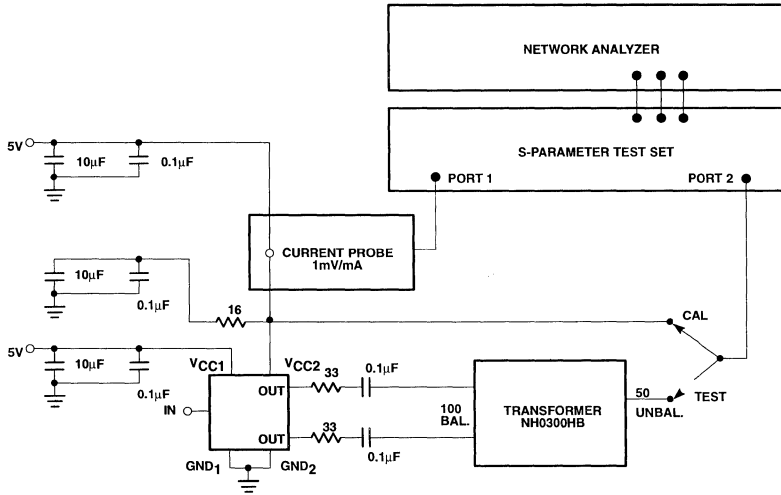 NETWORK ANALYZER
S-PARAMETER TEST SET
PORT 1
PORT 2
5V
10μF
0.1μF
CURRENT PROBE
1mV/mA
10μF
0.1μF
16
CAL
5V
10μF
0.1μF
VCC1
VCC2
33
0.1μF
OUT
IN
100
BAL.
TRANSFORMER
NH0300HB
50
UNBAL.
TEST
OUT
33
0.1μF
GND1
GND2